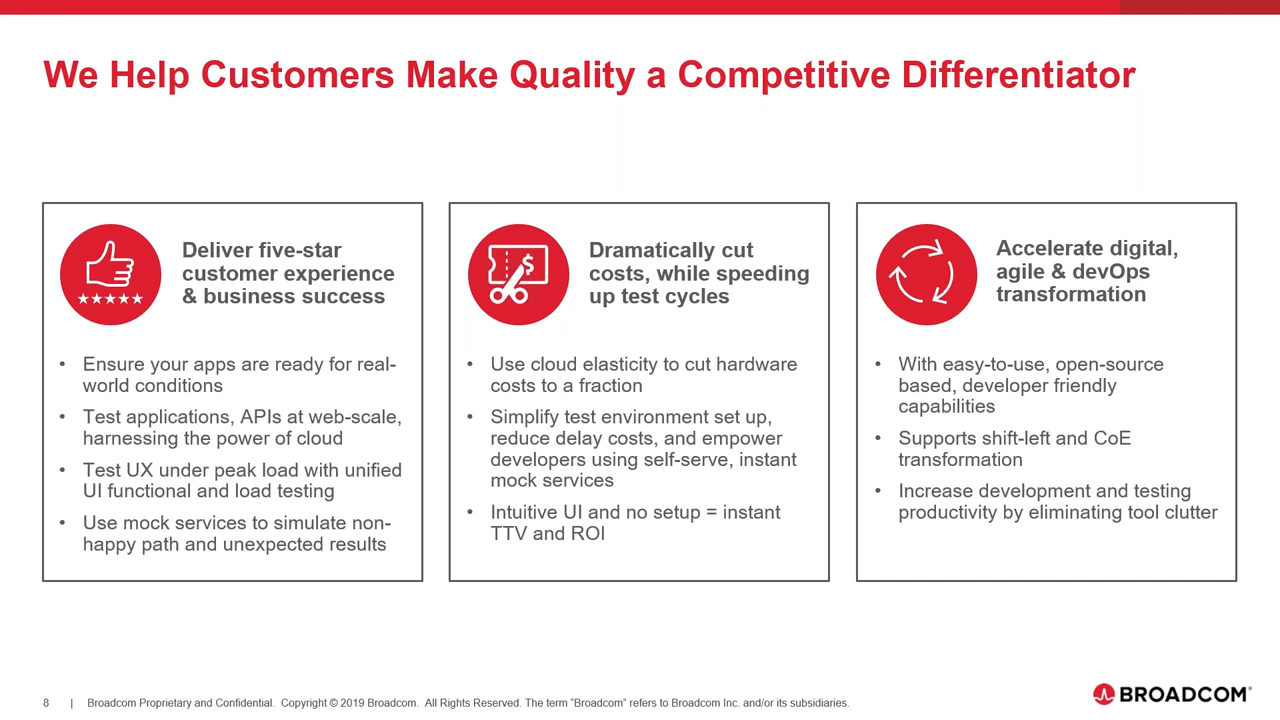 We Help Customers Make Quality a Competitive Differentiator
Deliver five-star
customer experience
& business success
• Ensure your apps are ready for real-
world conditions
• Test applications, APIs at web-scale,
harnessing the power of cloud
• Test UX under peak load with unified
UI functional and load testing
• Use mock services to simulate non-
happy path and unexpected results
$
Dramatically cut
costs, while speeding
up test cycles
• Use cloud elasticity to cut hardware
costs to a fraction
• Simplify test environment set up,
reduce delay costs, and empower
developers using self-serve, instant
mock services
• Intuitive UI and no setup = instant
TTV and ROI
Accelerate digital,
agile & devOps
transformation
• With easy-to-use, open-source
based, developer friendly
capabilities
• Supports shift-left and CoE
transformation
• Increase development and testing
productivity by eliminating tool clutter
8 | Broadcom Proprietary and Confidential. Copyright © 2019 Broadcom. All Rights Reserved. The term "Broadcom" refers to Broadcom Inc. and/or its subsidiaries.
BROADCOM®